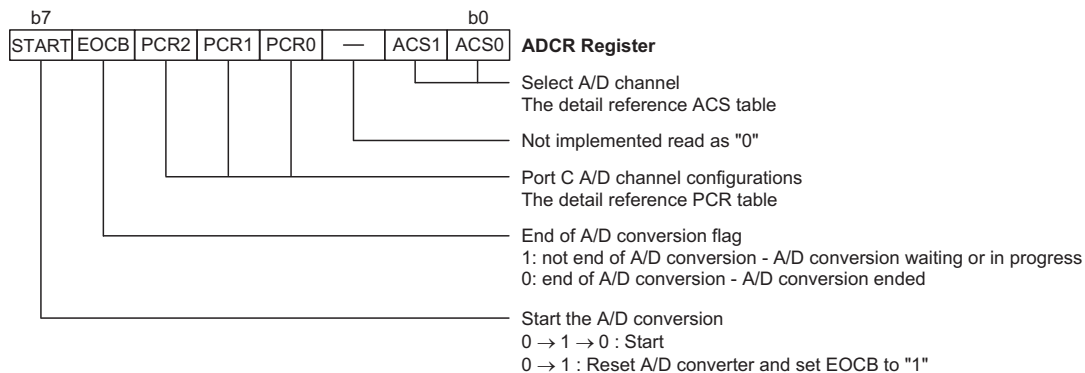 b7 b0
START EOCB PCR2 PCR1 PCR0 — ACS1 ACS0 ADCR Register
Select A/D channel
The detail reference ACS table
Not implemented read as "0"
Port C A/D channel configurations
The detail reference PCR table
End of A/D conversion flag
1: not end of A/D conversion - A/D conversion waiting or in progress
0: end of A/D conversion - A/D conversion ended
Start the A/D conversion
0 → 1 → 0 : Start
0 → 1 : Reset A/D converter and set EOCB to "1"